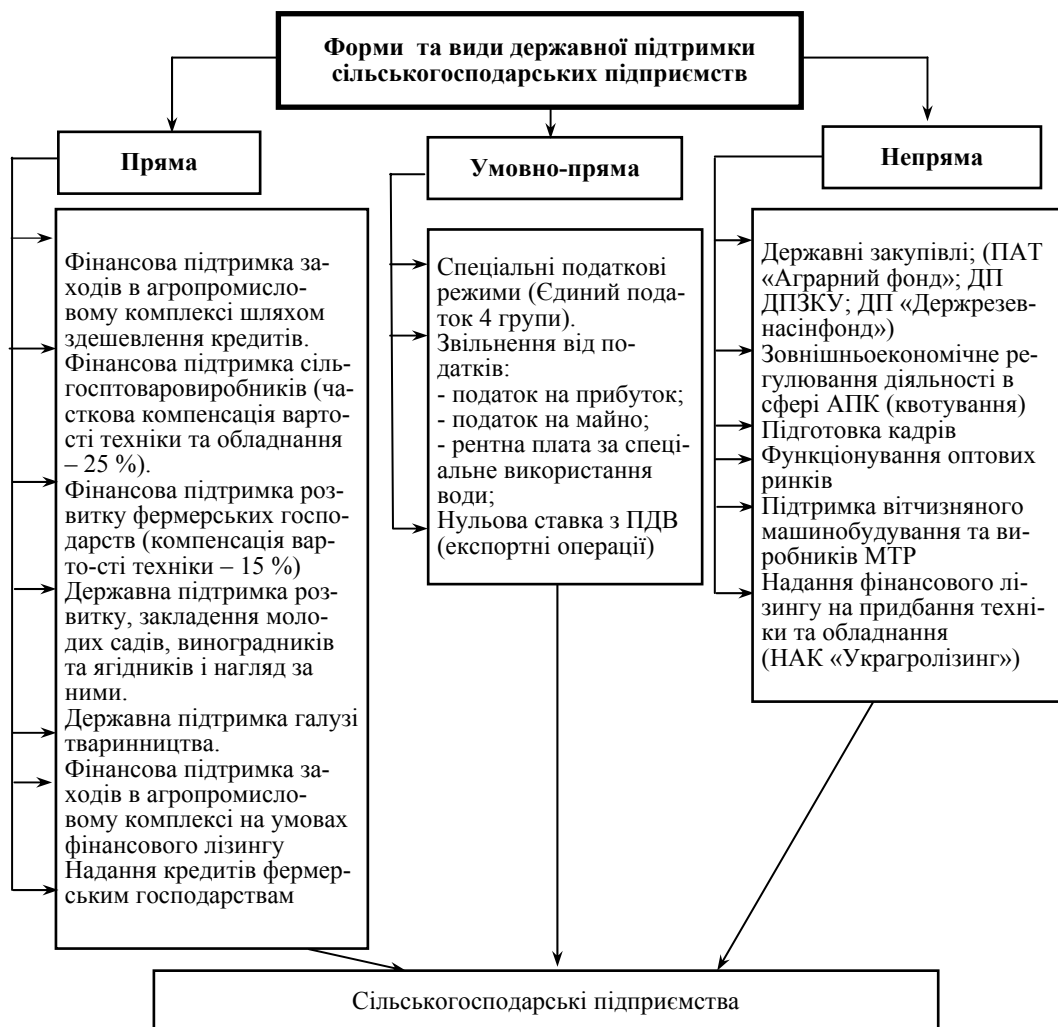 Форми та види державної підтримки
сільськогосподарських підприємств
Пряма
Умовно-пряма
Непряма
Фінансова підтримка за-
ходів в агропромисло-
вому комплексі шляхом
здешевлення кредитів.
Фінансова підтримка сіль-
госптоваровиробників (ча-
сткова компенсація варто-
сті техніки та обладнання
– 25 %).
Фінансова підтримка роз-
витку фермерських госпо-
дарств (компенсація вар-
то-сті техніки – 15 %)
Державна підтримка роз-
витку, закладення моло-
дих садів, виноградників
та ягідників і нагляд за
ними.
Державна підтримка галузі
тваринництва.
Фінансова підтримка за-
ходів в агропромисло-
вому комплексі на умовах
фінансового лізингу
Надання кредитів фермер-
ським господарствам
Спеціальні податкові
режими (Єдиний пода-
ток 4 групи).
Звільнення від по-
датків:
- податок на прибуток;
- податок на майно;
- рентна плата за спеці-
альне використання
води;
Нульова ставка з ПДВ
(експортні операції)
Державні закупівлі; (ПАТ
«Аграрний фонд»; ДП
ДПЗКУ; ДП «Держрезев-
насінфонд»)
Зовнішньоекономічне ре-
гулювання діяльності в
сфері АПК (квотування)
Підготовка кадрів
Функціонування оптових
ринків
Підтримка вітчизняного
машинобудування та ви-
робників МТР
Надання фінансового лі-
зингу на придбання техні-
ки та обладнання
(НАК «Украгролізинг»)
Сільськогосподарські підприємства